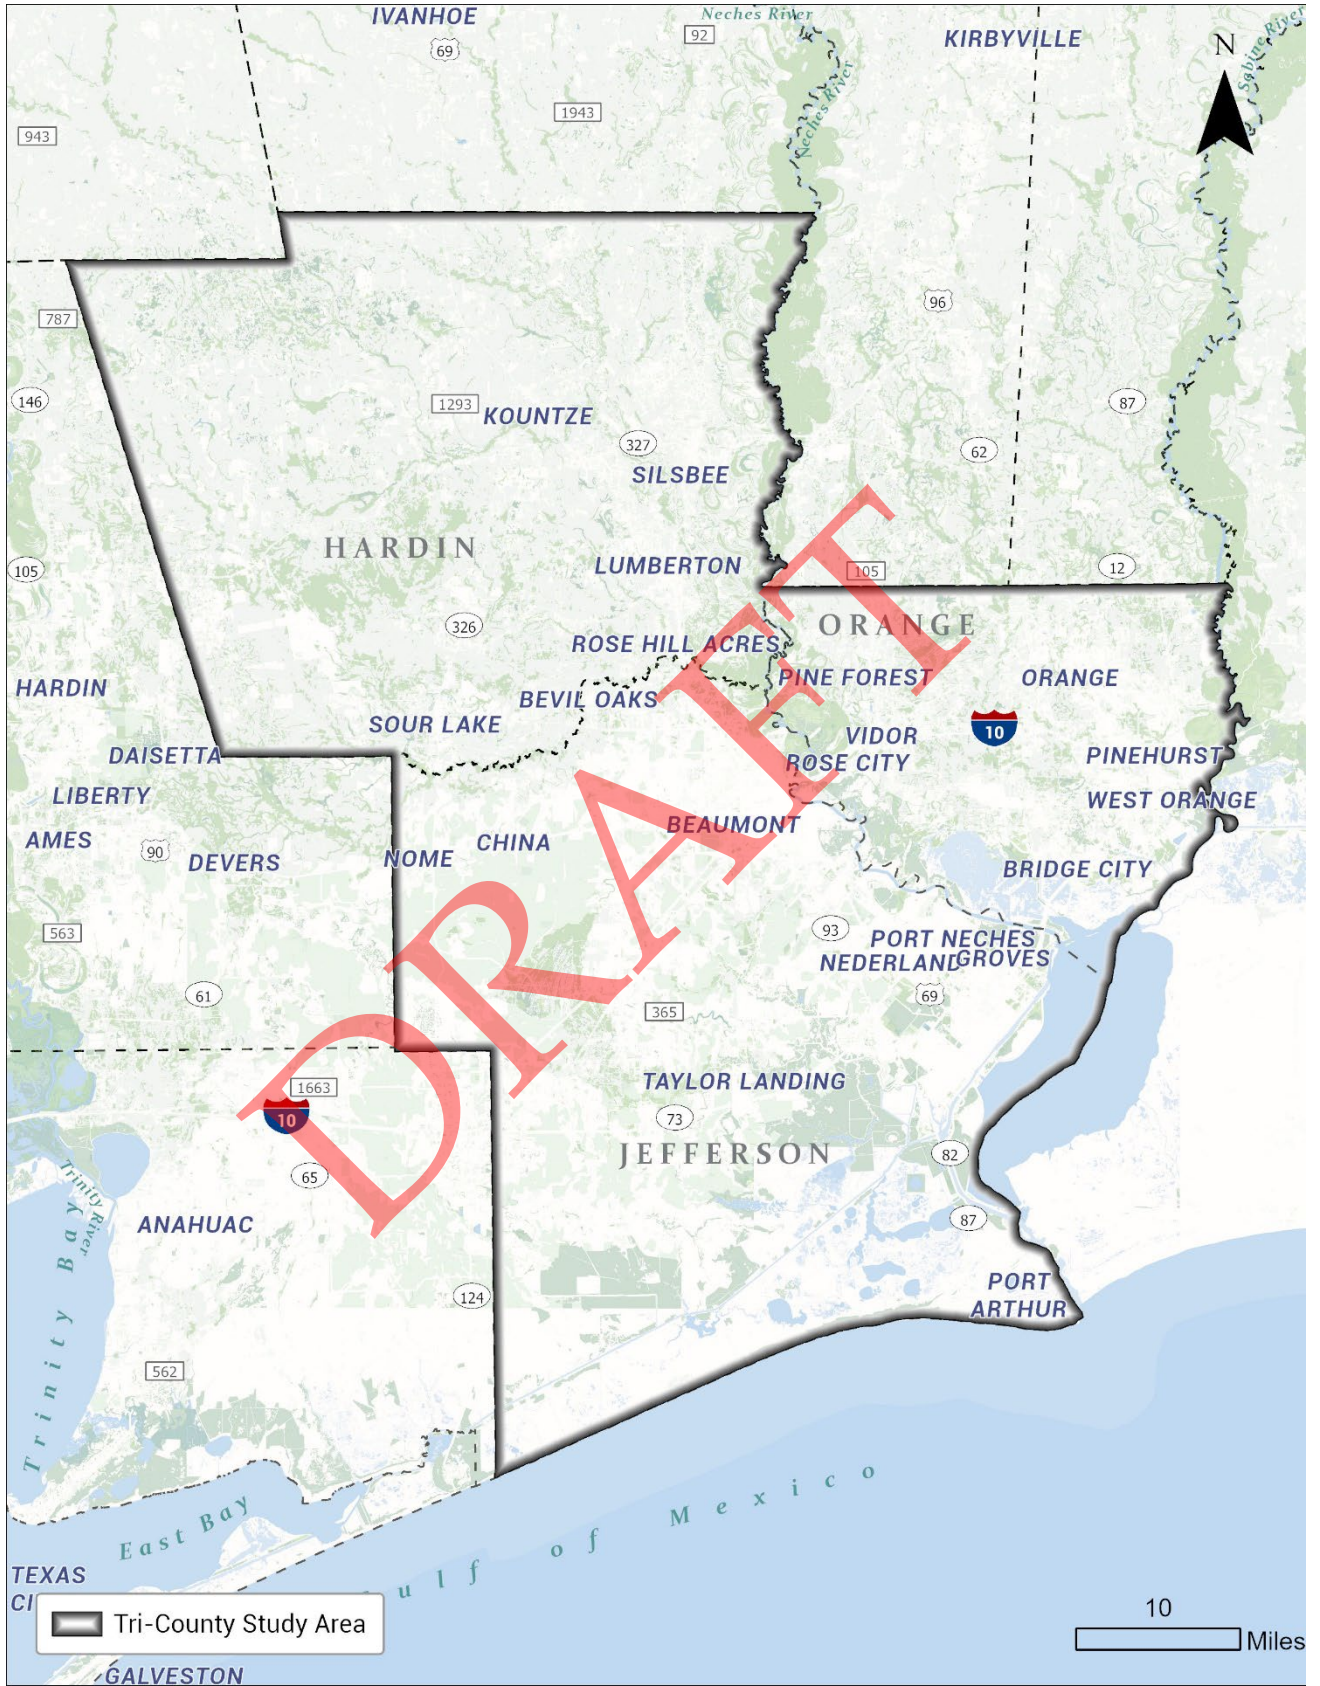 IVANHOE
Neches River
69
92
KIRBYVILLE
N
Sabine River
Neches River
1943
943
96
787
146
1293
KOUNTZE
87
327
62
SILSBEE
HARDIN
LUMBERTON
105
105
12
326
ORANGE
ROSE HILL ACRES
HARDIN
PINE FOREST
ORANGE
BEVIL OAKS
SOUR LAKE
VIDOR
10
DAISETTA
ROSE CITY
PINEHURST
LIBERTY
WEST ORANGE
AMES
BEAUMONT
90
DEVERS
NOME
CHINA
BRIDGE CITY
563
93
PORT NECHES
NEDERLAND
GROVES
61
69
365
DRAFT
1663
10
TAYLOR LANDING
73
JEFFERSON
82
65
Trinity River
87
ANAHUAC
Trinity Bay
124
PORT
ARTHUR
562
East Bay
ulf of Mexico
TEXAS
CI
Tri-County Study Area
10
Miles
GALVESTON